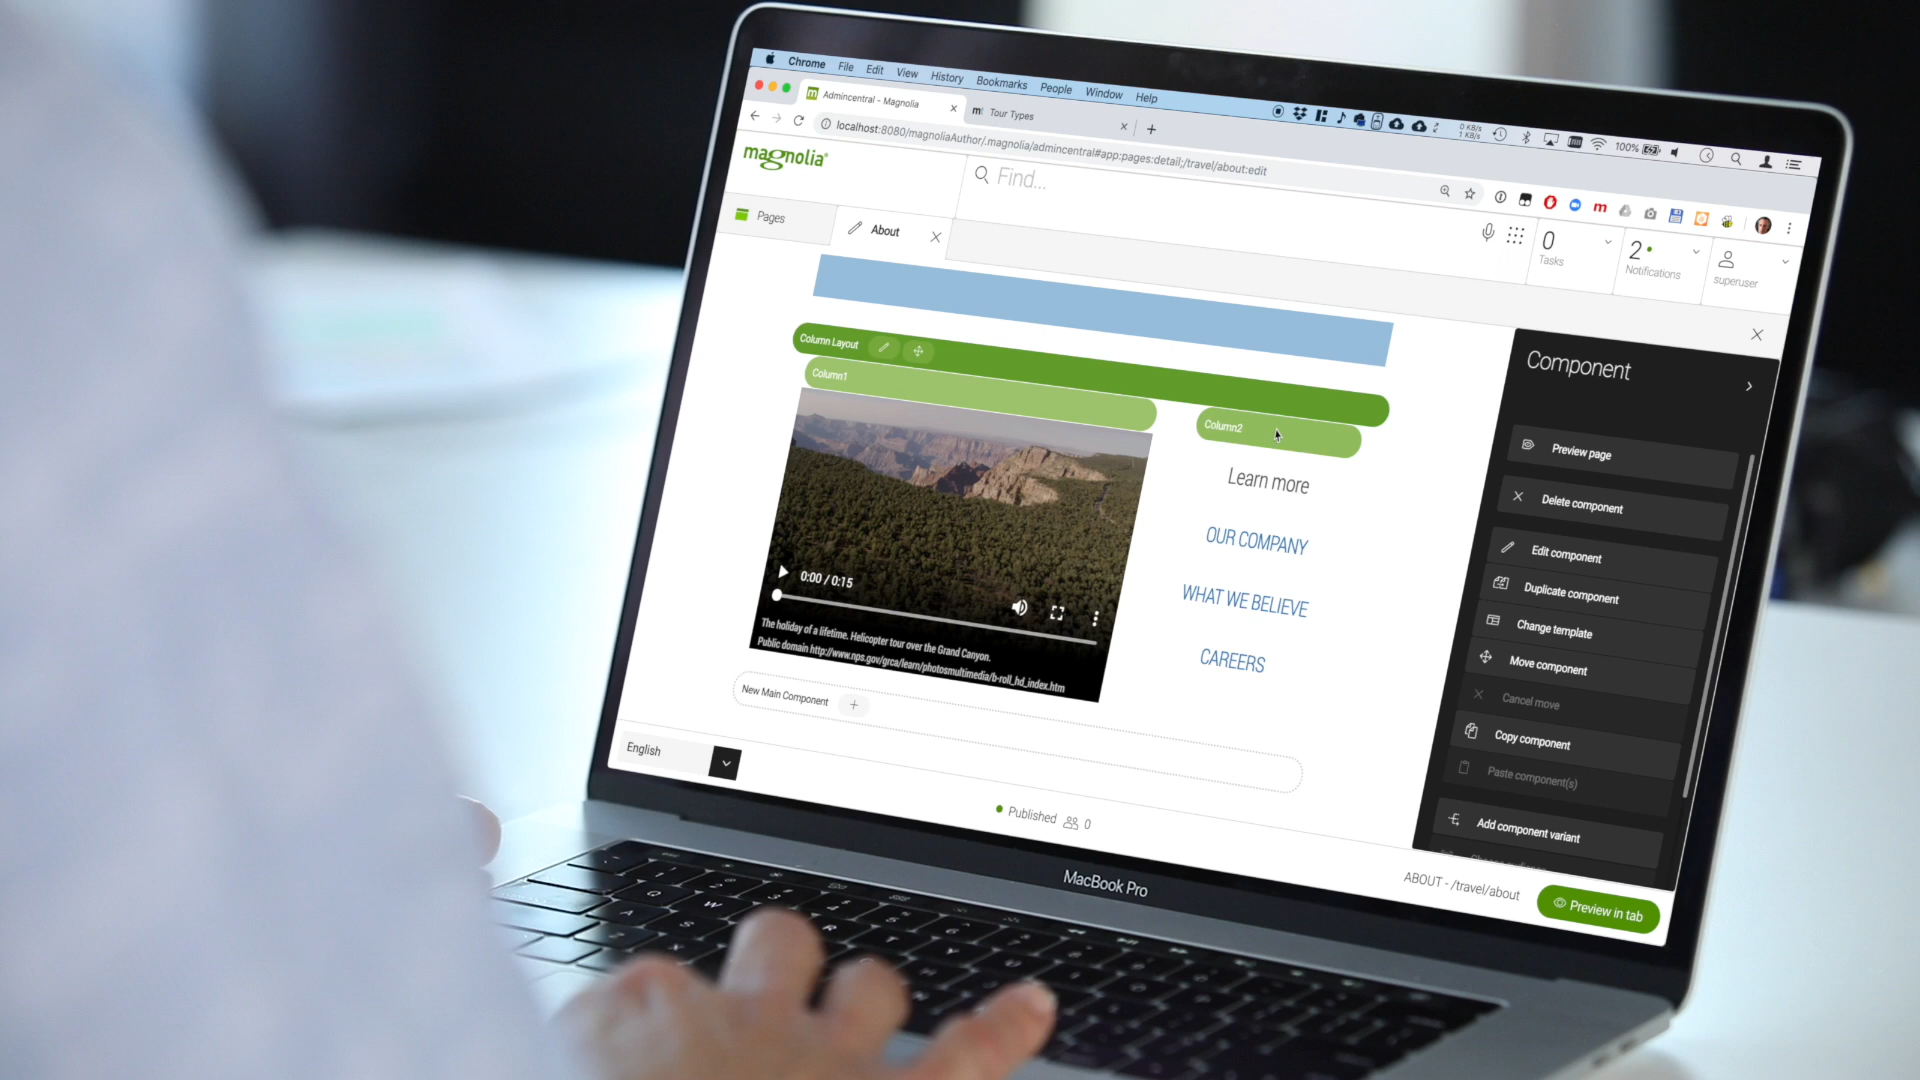 Chrome File Edit View History Bookmarks People Window Help
0 KB/s
1 KB/s
100%
Admincentral - Magnolia
Tour Types
localhost:8080/magnoliaAuthor/.magnolia/admincentral#app:pages:detail;/travel/about:edit
magnolia®
Find...
Pages
About
0
Tasks
2
Notifications
superuser
Column Layout
Column1
Column2
Learn more
OUR COMPANY
WHAT WE BELIEVE
CAREERS
0:00 / 0:15
The holiday of a lifetime. Helicopter tour over the Grand Canyon.
Public domain http://www.nps.gov/grca/learn/photosmultimedia/b-roll_hd_index.htm
New Main Component
English
Published 0
Component
Preview page
Delete component
Edit component
Duplicate component
Change template
Move component
Cancel move
Copy component
Paste component(s)
Add component variant
ABOUT - /travel/about
Preview in tab
MacBook Pro